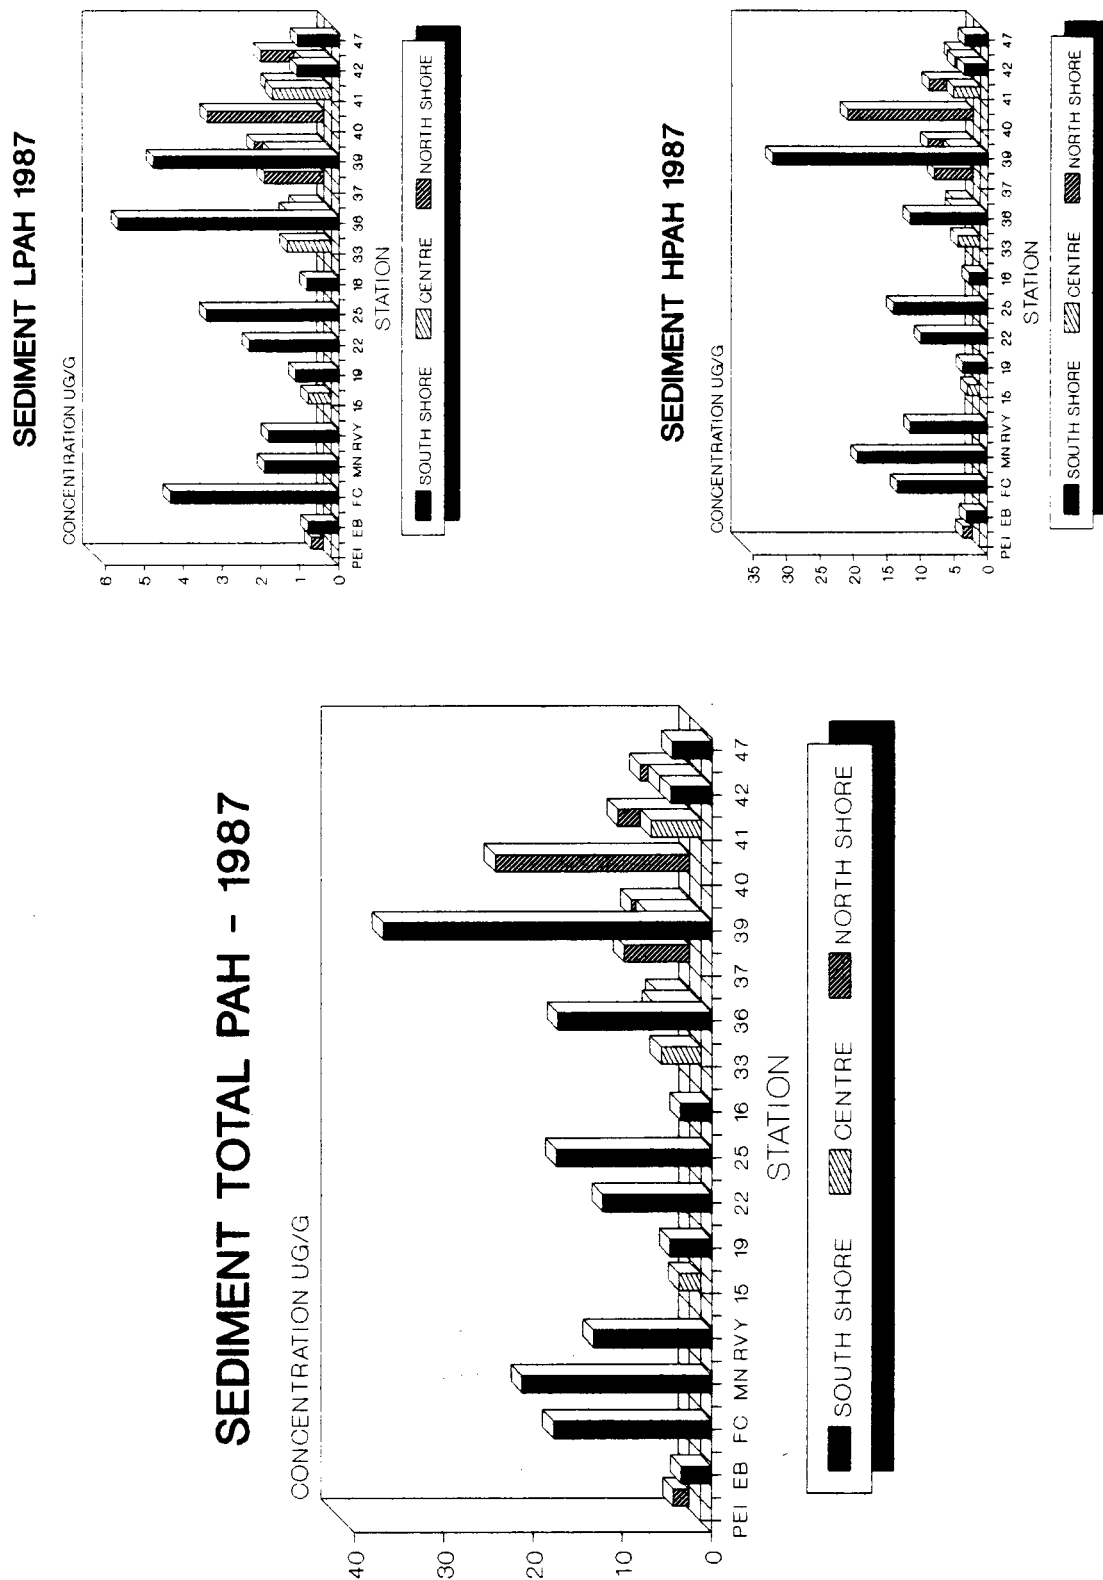 SEDIMENT LPAH 1987
CONCENTRATION UG/G
6
5
4
3
2
1
0
PEI EB FC MN RVY 15 19 22 25 16 33 36 37 39 40 41 42 47
STATION
SOUTH SHORE CENTRE NORTH SHORE
SEDIMENT HPAH 1987
CONCENTRATION UG/G
35
30
25
20
15
10
5
0
PEI EB FC MN RVY 15 19 22 25 16 33 36 37 39 40 41 42 47
STATION
SOUTH SHORE CENTRE NORTH SHORE
SEDIMENT TOTAL PAH - 1987
CONCENTRATION UG/G
40
30
20
10
0
PEI EB FC MN RVY 15 19 22 25 16 33 36 37 39 40 41 42 47
STATION
SOUTH SHORE CENTRE NORTH SHORE